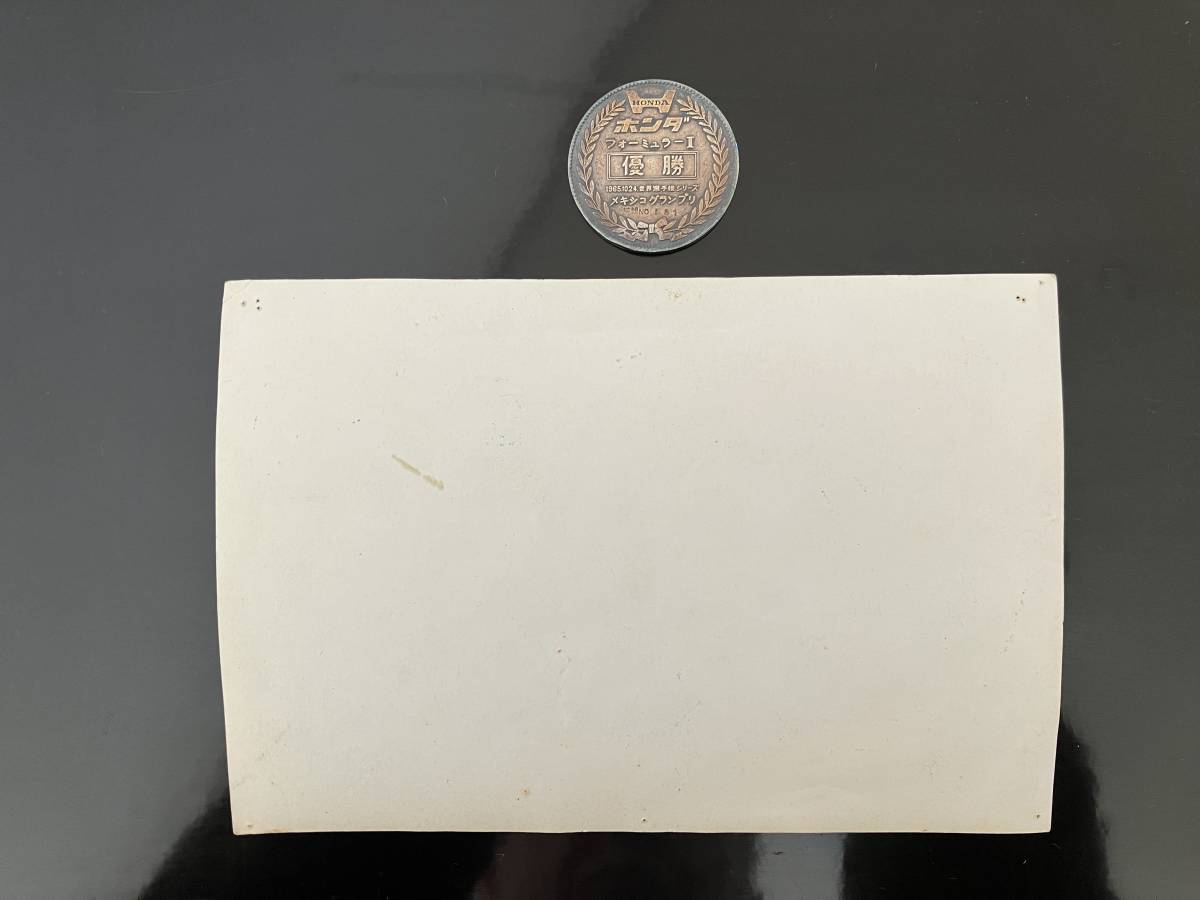 HONDA
ホンダ
フォーミュラーI
優勝
1965.10.24.世界選手権シリーズ
メキシコグランプリ
NO.